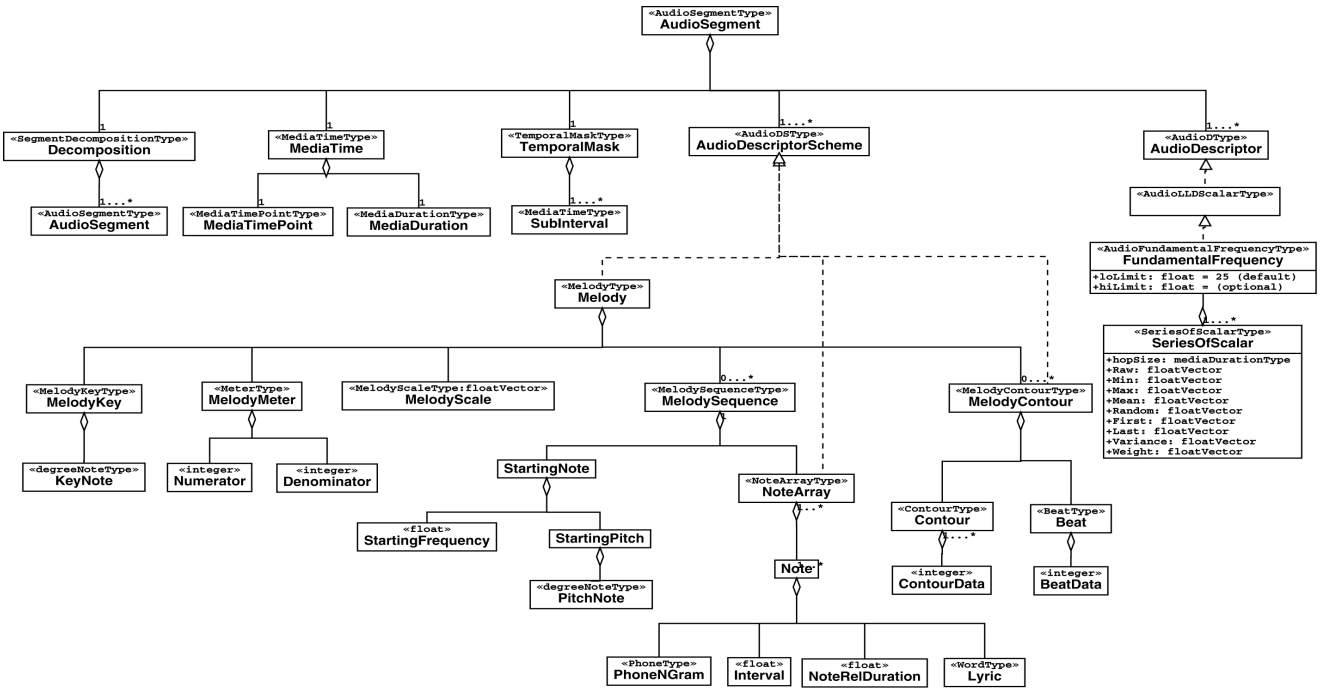 «AudioSegmentType»
AudioSegment
1
1
1
1...*
1...*
«SegmentDecompositionType»
Decomposition
«MediaTimeType»
MediaTime
«TemporalMaskType»
TemporalMask
«AudioDSType»
AudioDescriptorScheme
«AudioDType»
AudioDescriptor
1...*
1
1
1...*
«AudioSegmentType»
AudioSegment
«MediaTimePointType»
MediaTimePoint
«MediaDurationType»
MediaDuration
«MediaTimeType»
SubInterval
«AudioLLDScalarType»
«AudioFundamentalFrequencyType»
FundamentalFrequency
+loLimit: float = 25 (default)
+hiLimit: float = (optional)
1...*
«SeriesOfScalarType»
SeriesOfScalar
+hopSize: mediaDurationType
+Raw: floatVector
+Min: floatVector
+Max: floatVector
+Mean: floatVector
+Random: floatVector
+First: floatVector
+Last: floatVector
+Variance: floatVector
+Weight: floatVector
«MelodyType»
Melody
0...*
0...*
«MelodyKeyType»
MelodyKey
«MeterType»
MelodyMeter
«MelodyScaleType:floatVector»
MelodyScale
«MelodySequenceType»
MelodySequence
1
«MelodyContourType»
MelodyContour
«degreeNoteType»
KeyNote
«integer»
Numerator
«integer»
Denominator
StartingNote
«NoteArrayType»
NoteArray
1...*
«float»
StartingFrequency
StartingPitch
«degreeNoteType»
PitchNote
«ContourType»
Contour
1...*
«BeatType»
Beat
«integer»
ContourData
«integer»
BeatData
Note
1...*
«PhoneType»
PhoneNGram
«float»
Interval
«float»
NoteRelDuration
«WordType»
Lyric